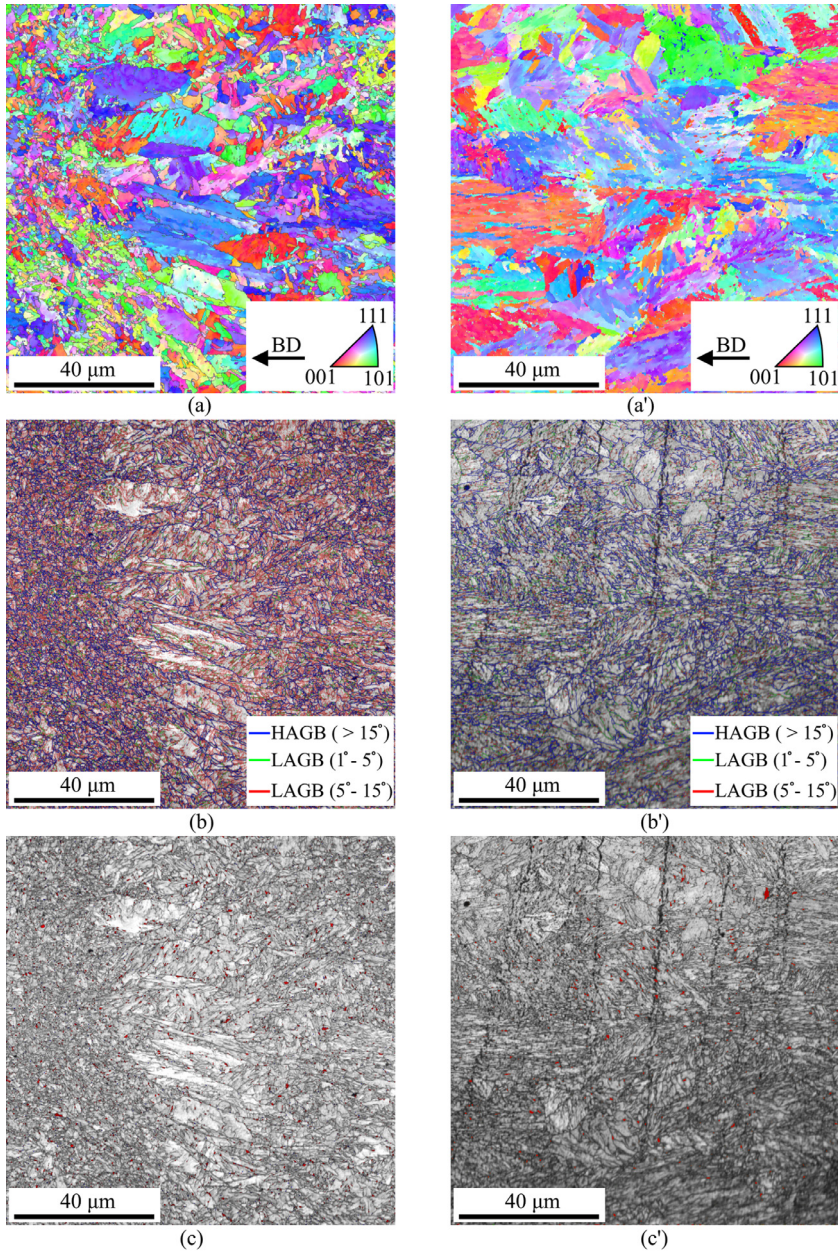 111
BD
40 μm
001 101
(a)
111
BD
40 μm
001 101
(a')
HAGB ( > 15°)
LAGB (1° - 5°)
40 μm
LAGB (5° - 15°)
(b)
HAGB ( > 15°)
LAGB (1° - 5°)
40 μm
LAGB (5° - 15°)
(b')
40 μm
(c)
40 μm
(c')